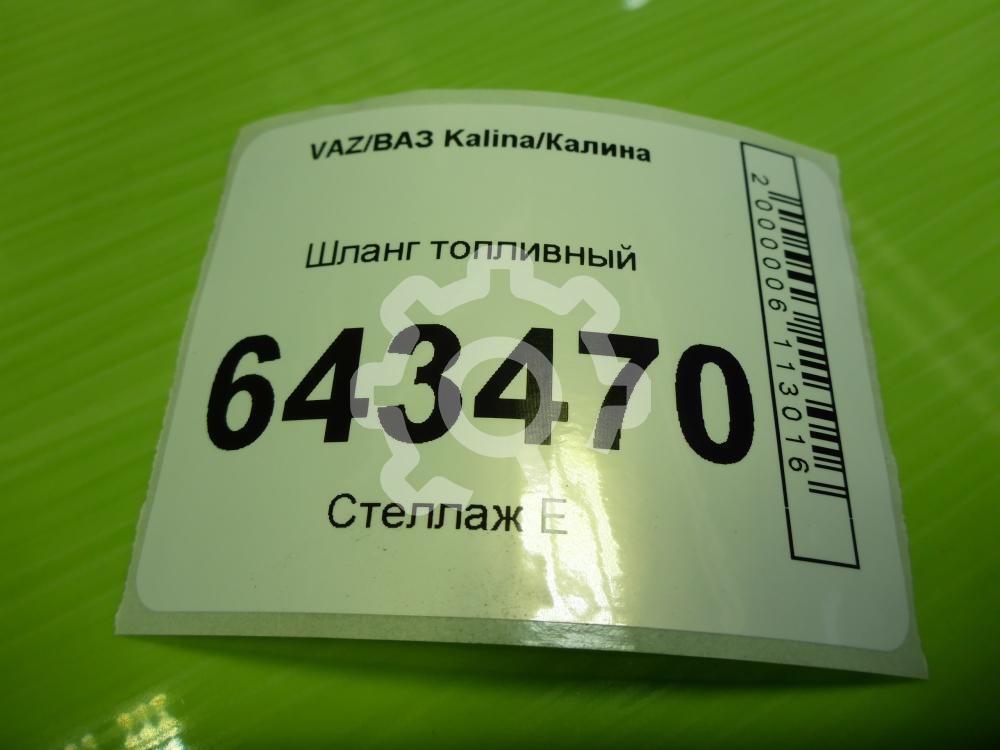 VAZ/ВАЗ Kalina/Калина
Шланг топливный
643470
Стеллаж E
2000006113016